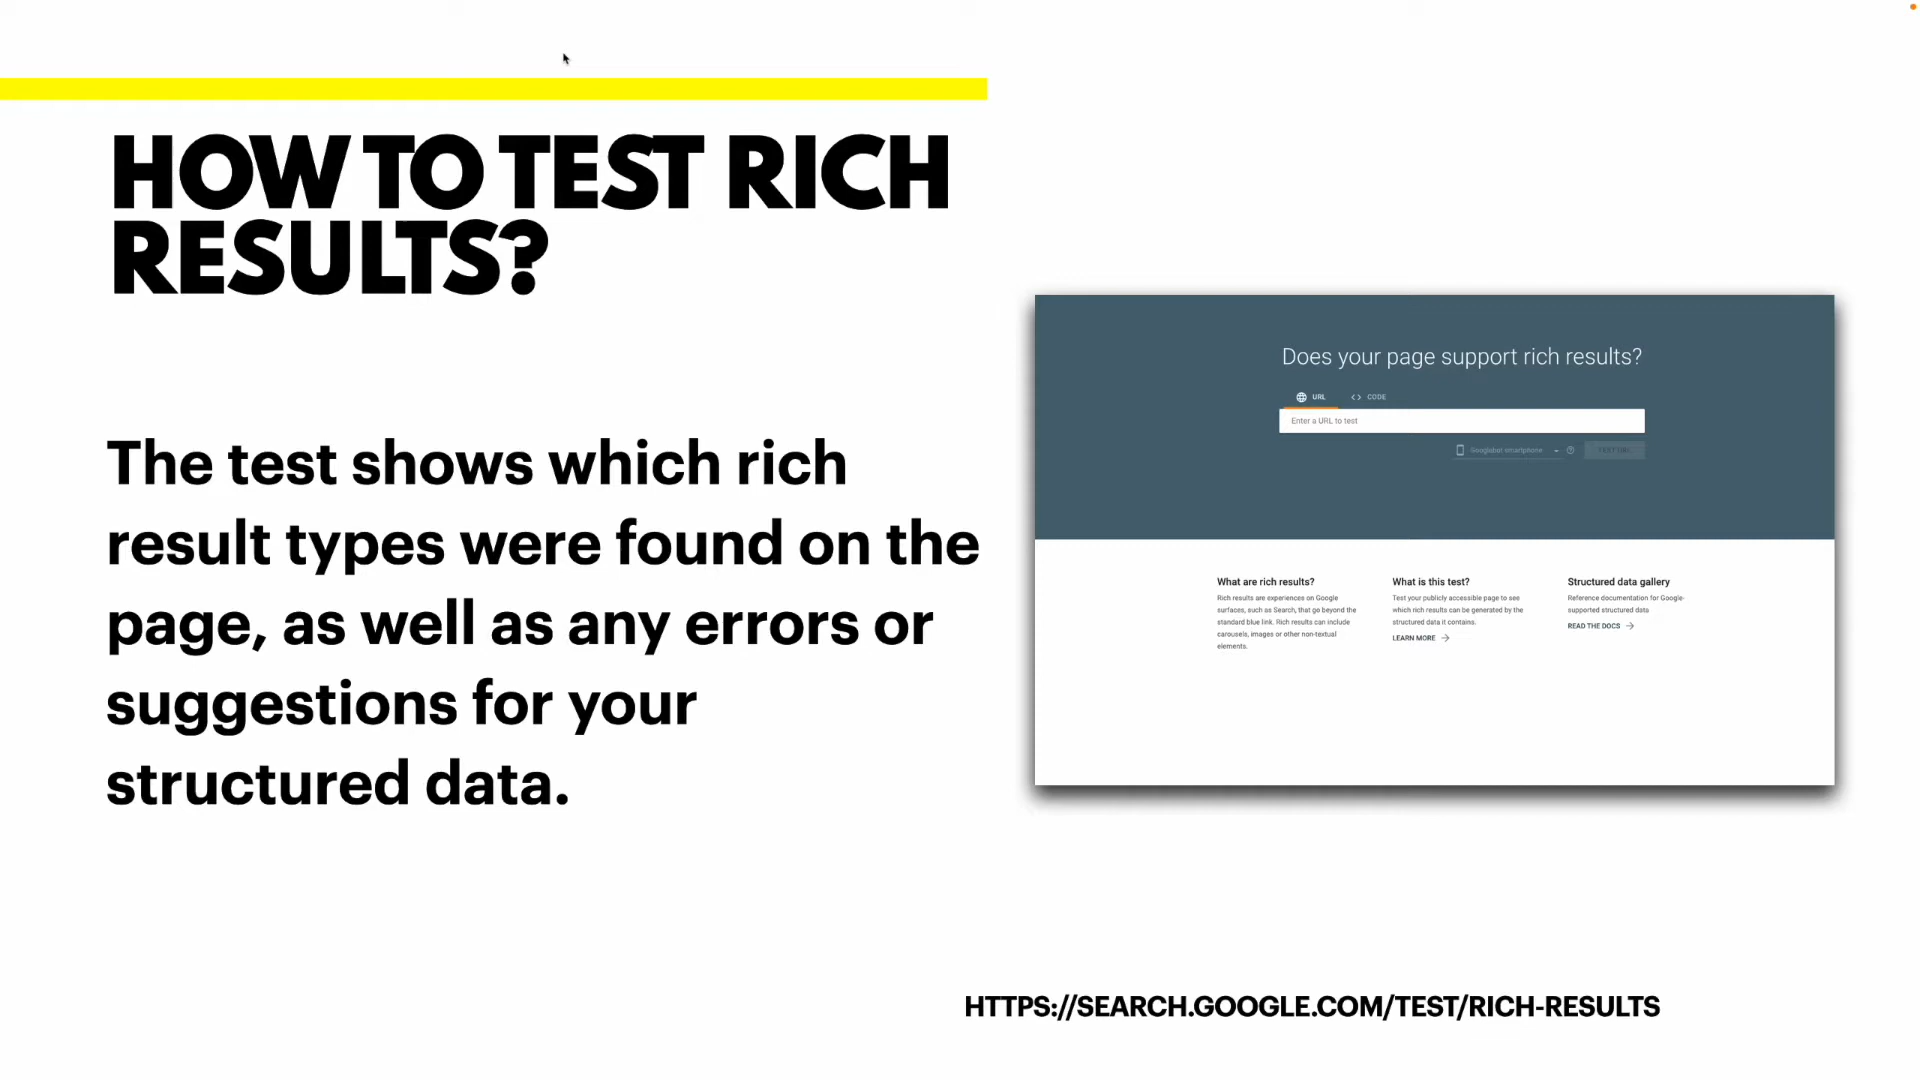 HOW TO TEST RICH
RESULTS?
The test shows which rich
result types were found on the
page, as well as any errors or
suggestions for your
structured data.
Does your page support rich results?
URL
CODE
Enter a URL to test
Googlebot smartphone
TEST URL
What are rich results?
Rich results are experiences on Google
surfaces, such as Search, that go beyond the
standard blue link. Rich results can include
carousels, images or other non-textual
elements.
What is this test?
Test your publicly accessible page to see
which rich results can be generated by the
structured data it contains.
LEARN MORE
Structured data gallery
Reference documentation for Google-
supported structured data
READ THE DOCS
HTTPS://SEARCH.GOOGLE.COM/TEST/RICH-RESULTS